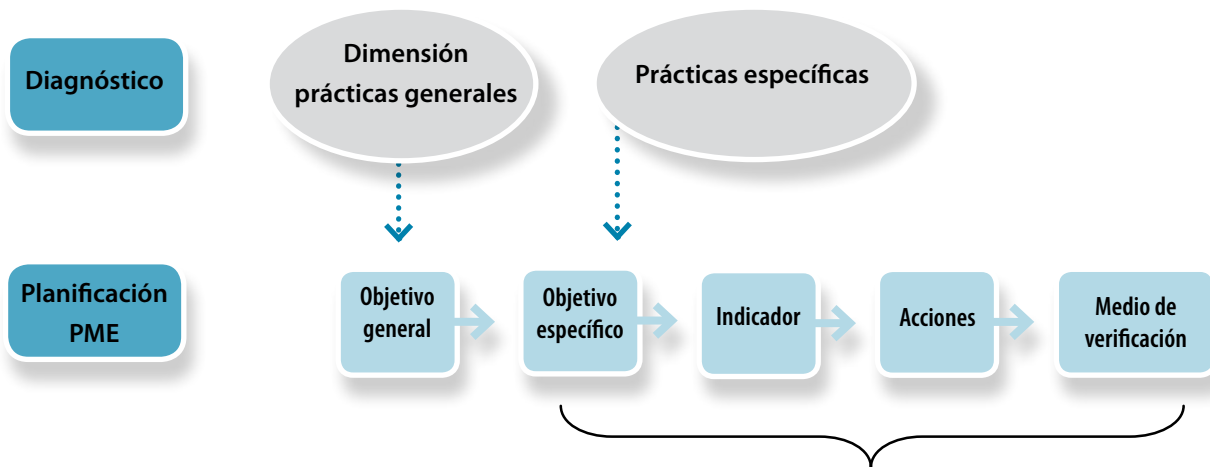 Diagnóstico
Dimensión
prácticas generales
Prácticas específicas
Planificación
PME
Objetivo
general
Objetivo
específico
Indicador
Acciones
Medio de
verificación